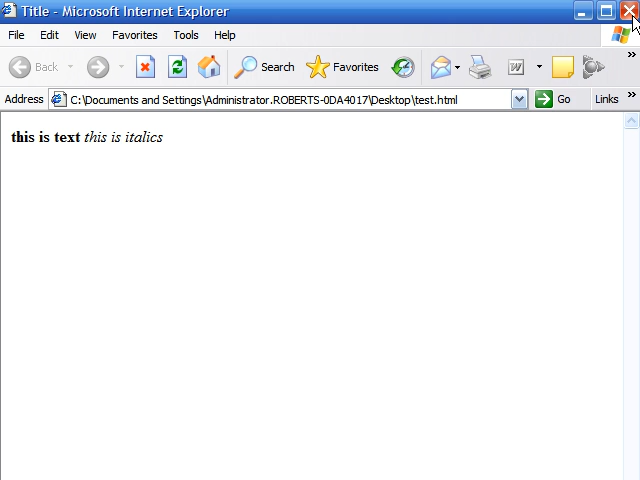 Title - Microsoft Internet Explorer
File Edit View Favorites Tools Help
Back Search Favorites W »
Address C:\Documents and Settings\Administrator.ROBERTS-0DA4017\Desktop\test.html Go Links »
this is text this is italics